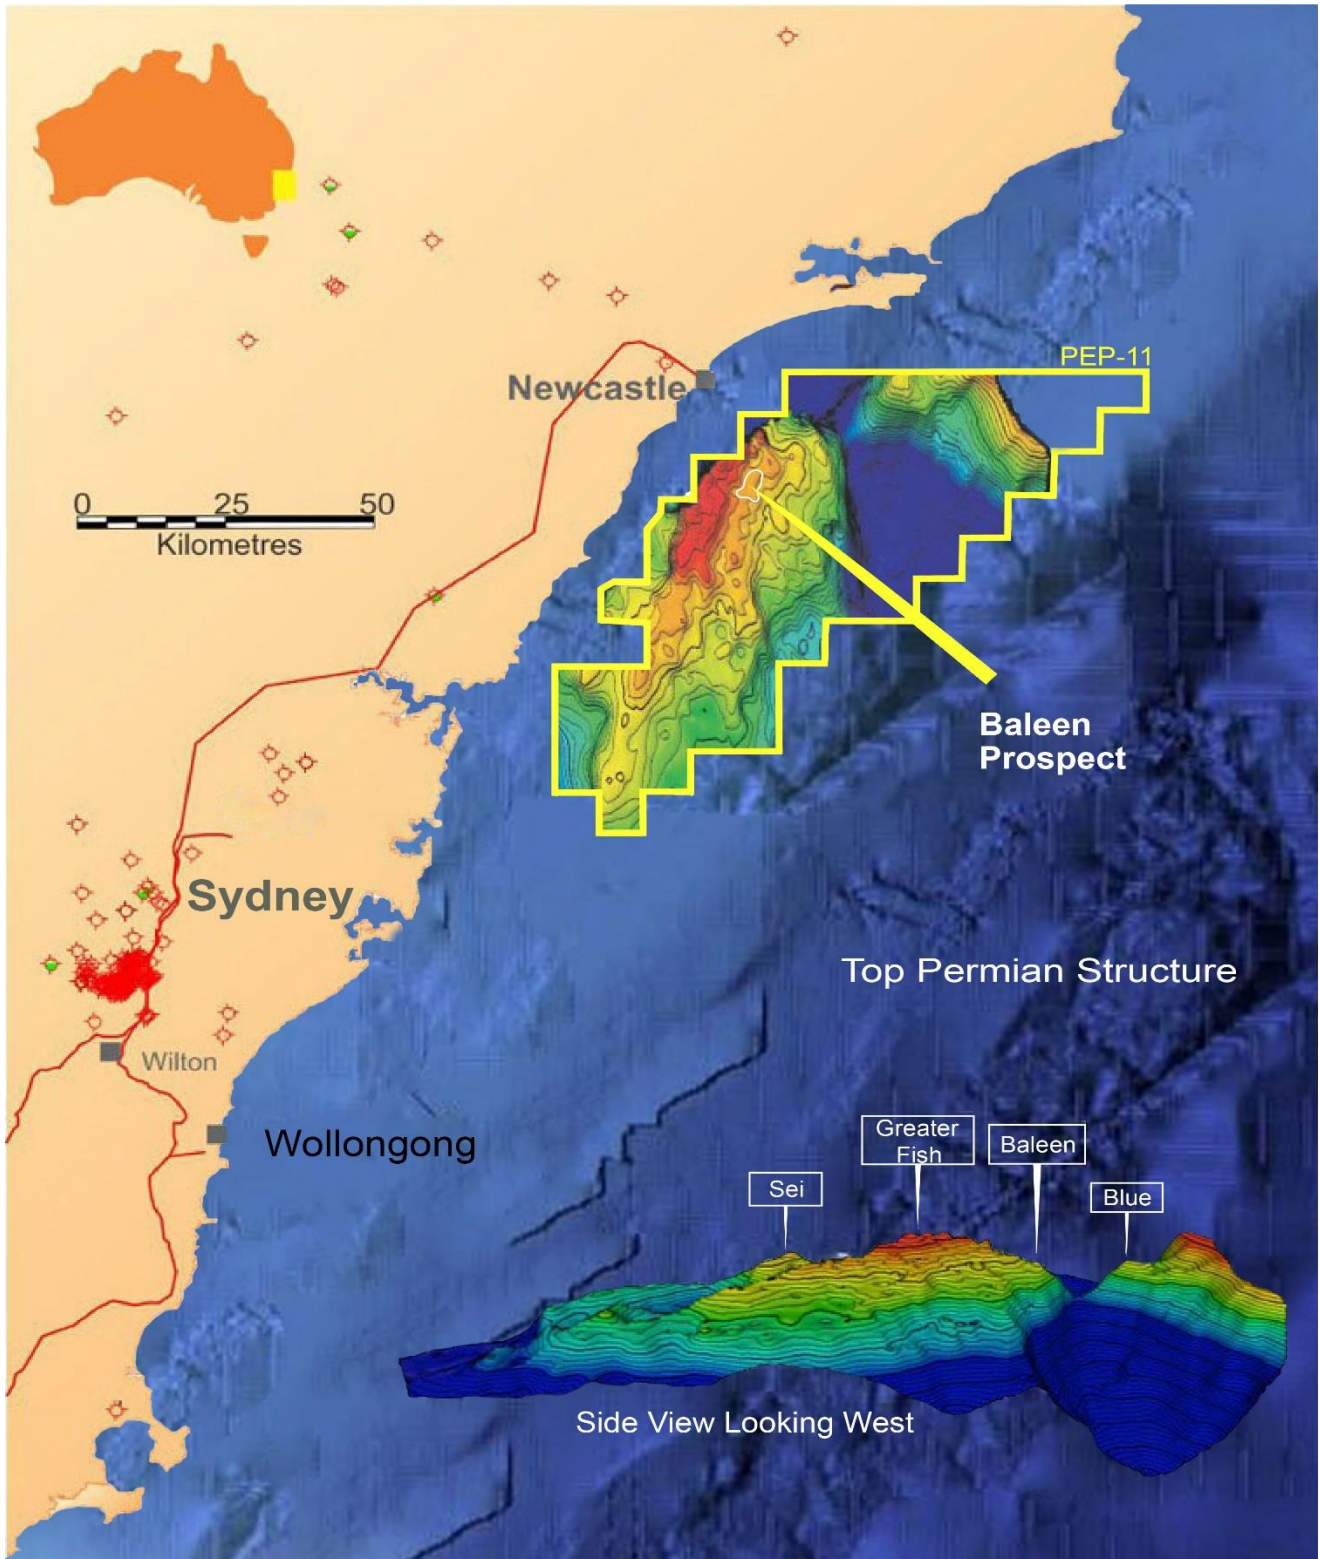 PEP-11
Newcastle
0 25 50
Kilometres
Baleen
Prospect
Sydney
Top Permian Structure
Wilton
Wollongong
Greater
Fish
Baleen
Sei
Blue
Side View Looking West